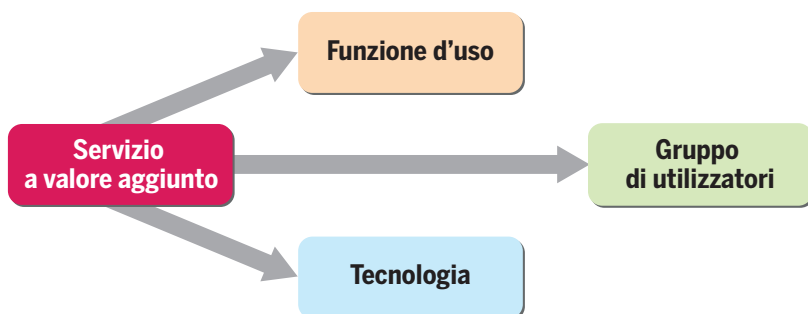 Funzione d’uso
Servizio
a valore aggiunto
Gruppo
di utilizzatori
Tecnologia